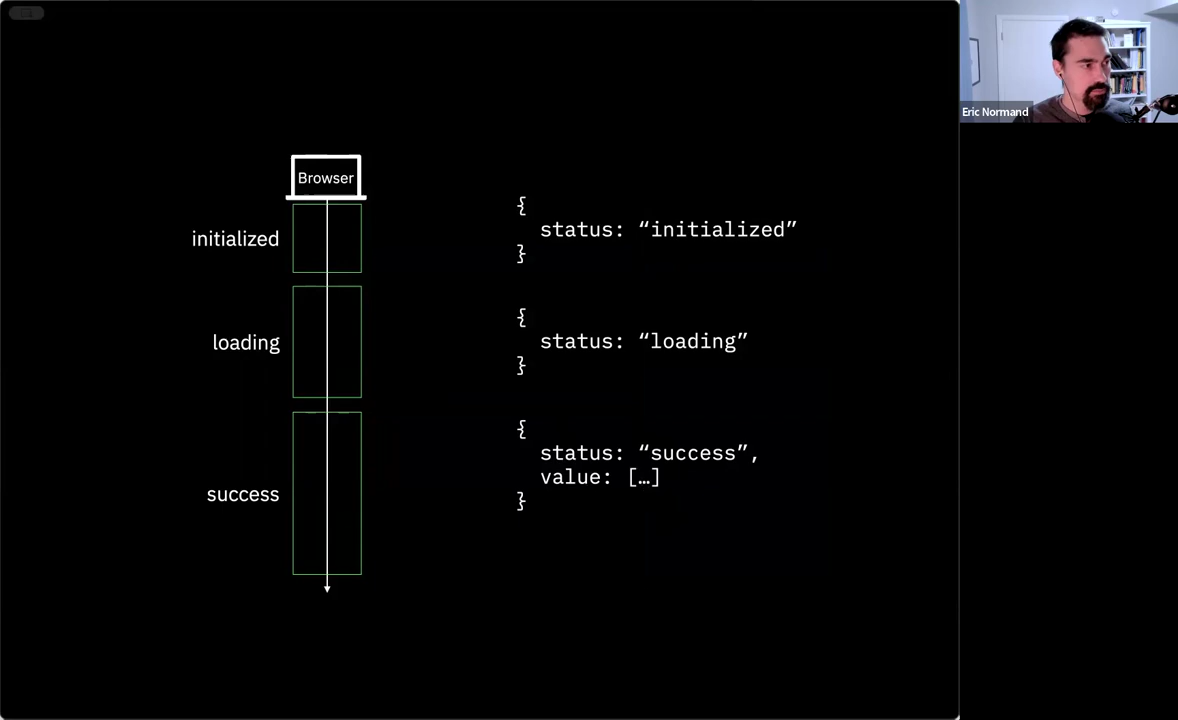 Eric Normand
Browser
initialized
{
status: “initialized”
}
loading
{
status: “loading”
}
success
{
status: “success”,
value: […]
}